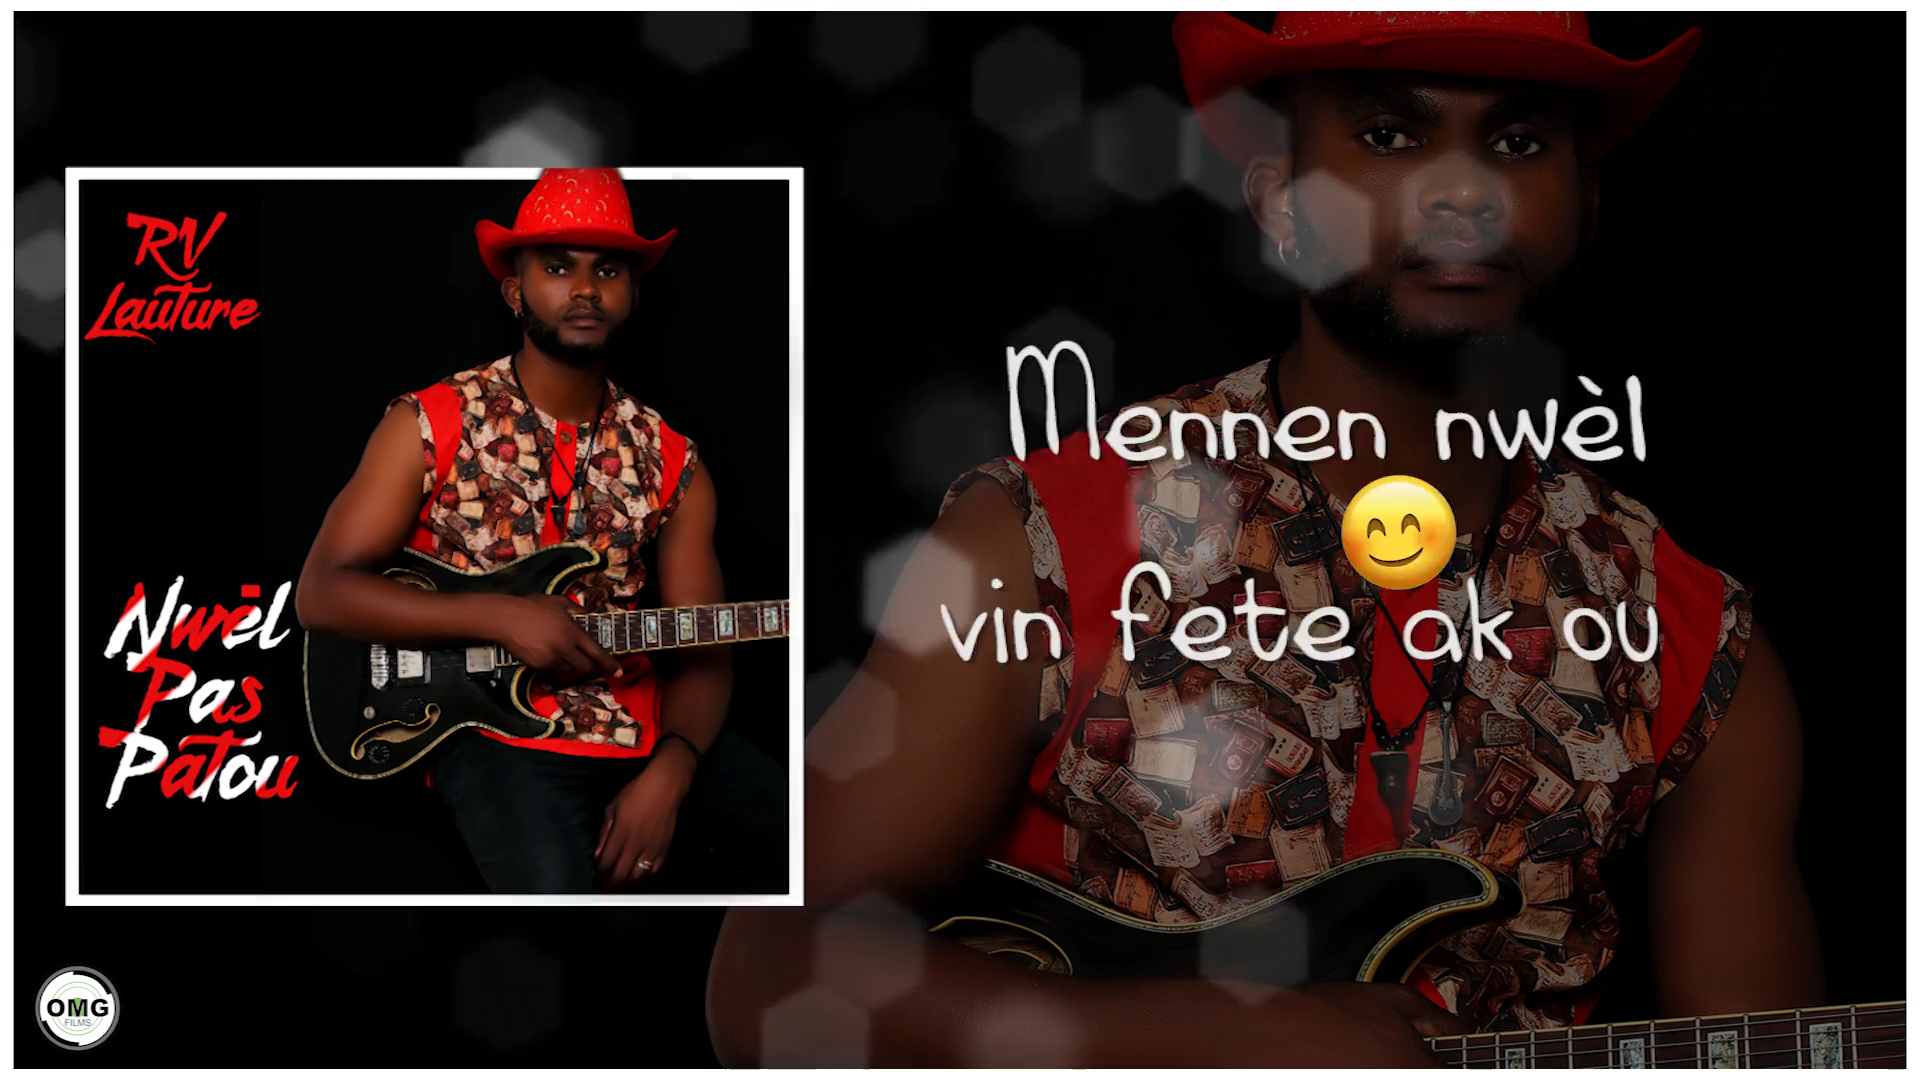 RV
Lauture
Nwèl
Pas
Patou
Mennen nwèl
vin fete ak ou
OMG
FILMS